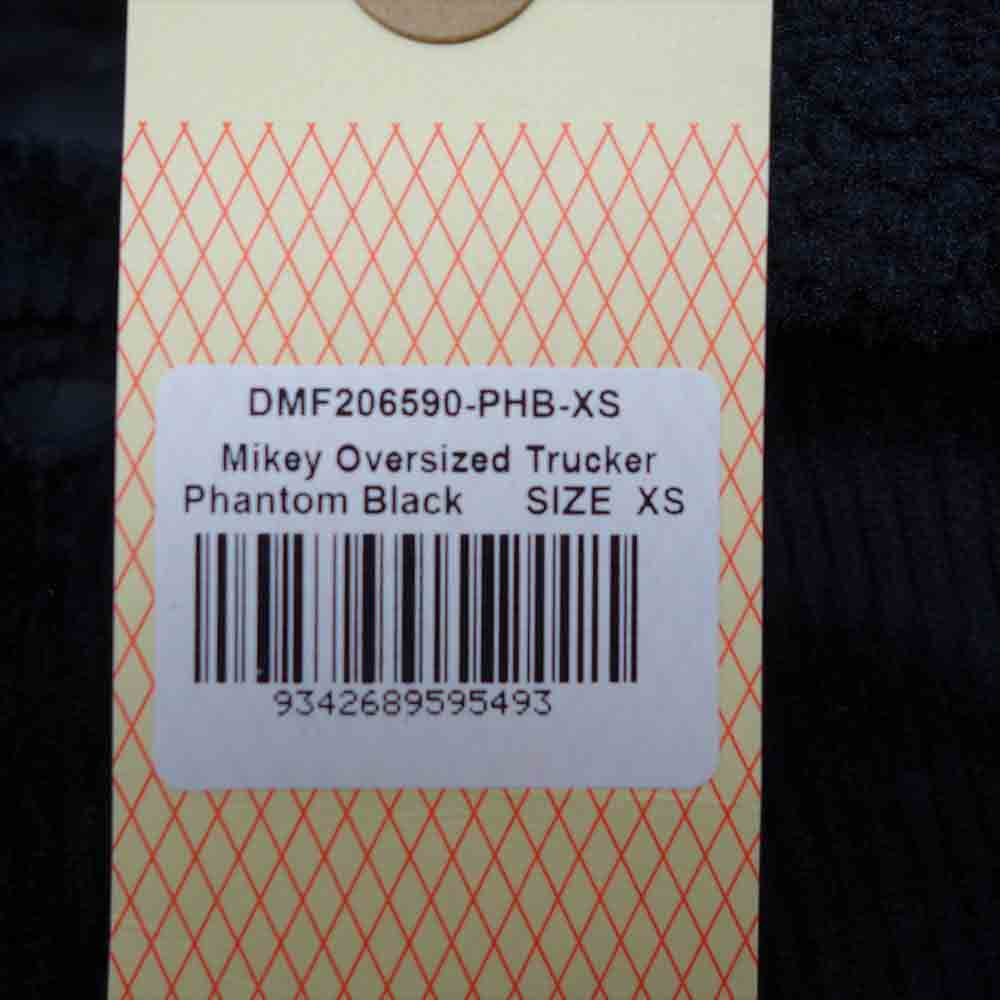 DMF206590-PHB-XS
Mikey Oversized Trucker
Phantom Black SIZE XS
9342689595493